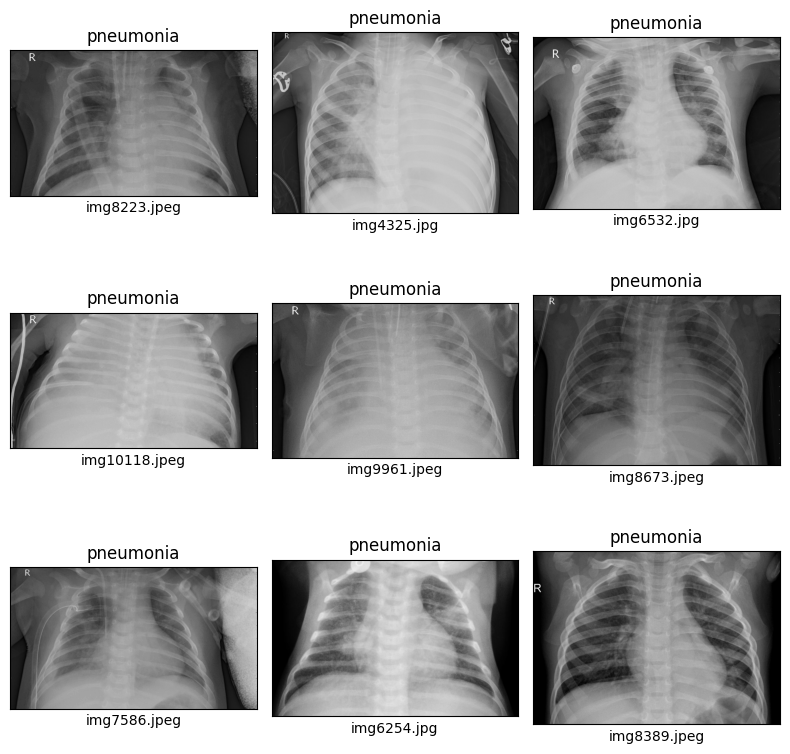 pneumonia
pneumonia
pneumonia
R
R
R
img8223.jpeg
img4325.jpg
img6532.jpg
pneumonia
pneumonia
pneumonia
R
R
R
img10118.jpeg
img9961.jpeg
img8673.jpeg
pneumonia
pneumonia
pneumonia
R
R
img7586.jpeg
img6254.jpg
img8389.jpeg